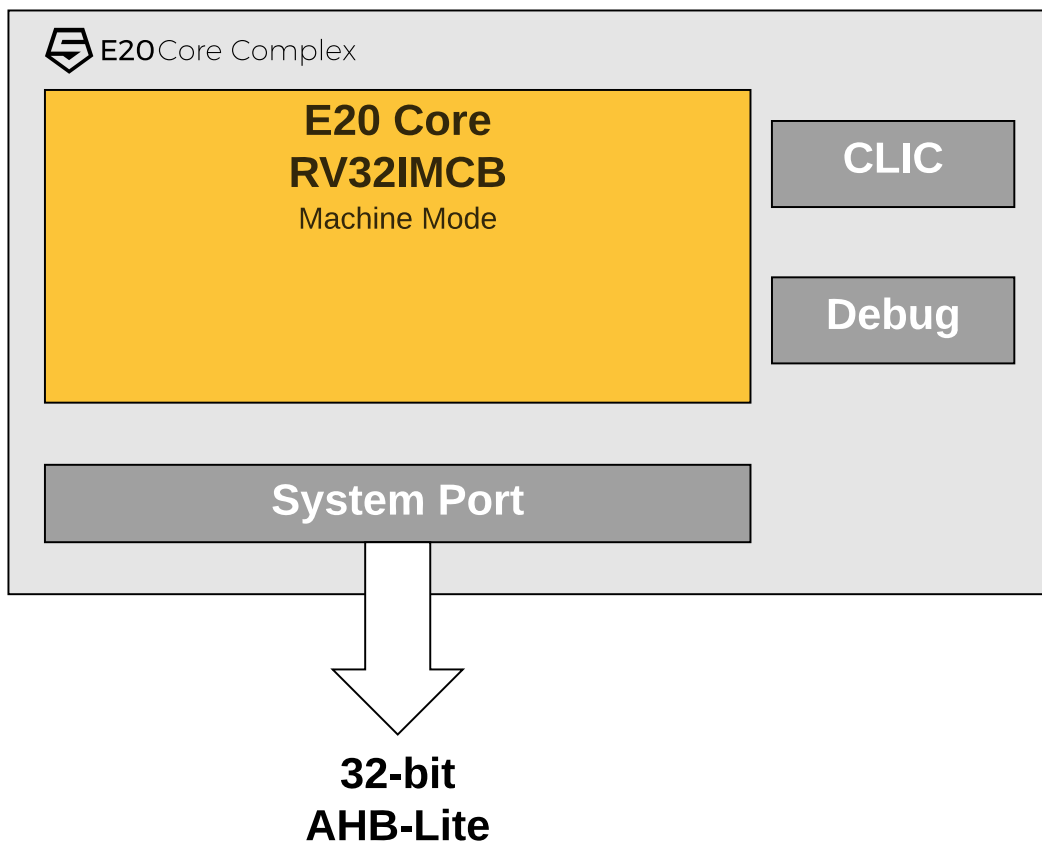 E20 Core Complex
E20 Core
RV32IMCB
Machine Mode
CLIC
Debug
System Port
32-bit
AHB-Lite